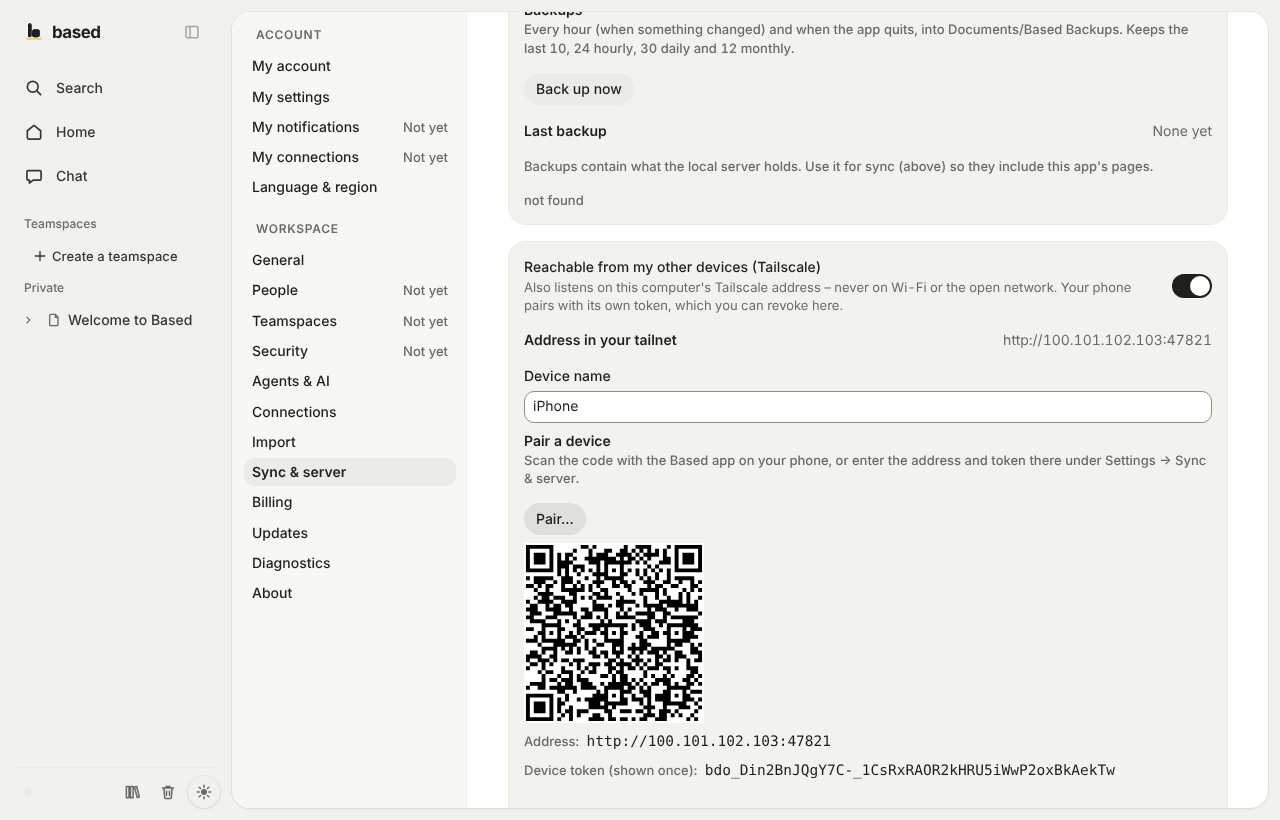 based
Search
Home
Chat
Teamspaces
Create a teamspace
Private
Welcome to Based
ACCOUNT
My account
My settings
My notifications Not yet
My connections Not yet
Language & region
WORKSPACE
General
People Not yet
Teamspaces Not yet
Security Not yet
Agents & AI
Connections
Import
Sync & server
Billing
Updates
Diagnostics
About
Backups
Every hour (when something changed) and when the app quits, into Documents/Based Backups. Keeps the
last 10, 24 hourly, 30 daily and 12 monthly.
Back up now
Last backup None yet
Backups contain what the local server holds. Use it for sync (above) so they include this app's pages.
not found
Reachable from my other devices (Tailscale)
Also listens on this computer's Tailscale address – never on Wi-Fi or the open network. Your phone
pairs with its own token, which you can revoke here.
Address in your tailnet http://100.101.102.103:47821
Device name
iPhone
Pair a device
Scan the code with the Based app on your phone, or enter the address and token there under Settings → Sync
& server.
Pair…
Address: http://100.101.102.103:47821
Device token (shown once): bdo_Din2BnJQgY7C-_1CsRxRAOR2kHRU5iWwP2oxBkAekTw